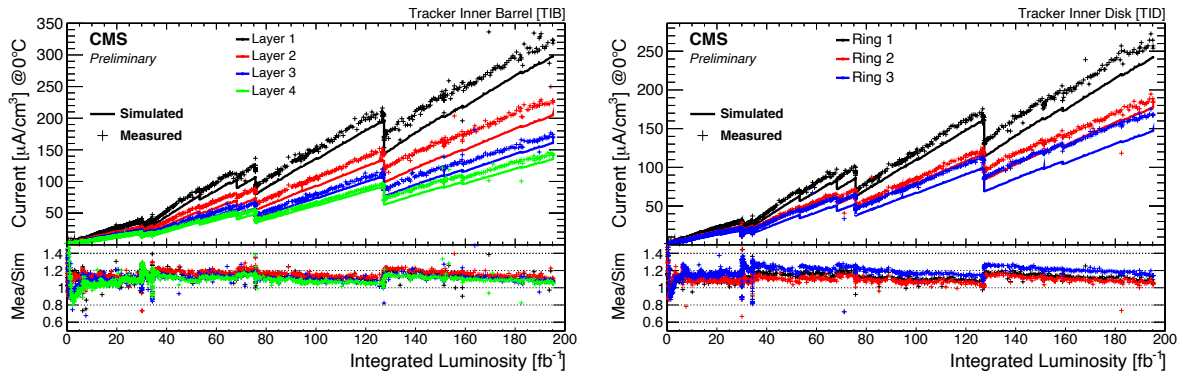 Tracker Inner Barrel [TIB]
CMS
Preliminary
Layer 1
Layer 2
Layer 3
Layer 4
Simulated
Measured
Current [μA/cm³] @0°C
350
300
250
200
150
100
50
Mea/Sim
1.4
1.2
1
0.8
0.6
0 20 40 60 80 100 120 140 160 180 200
Integrated Luminosity [fb⁻¹]
Tracker Inner Disk [TID]
CMS
Preliminary
Ring 1
Ring 2
Ring 3
Simulated
Measured
Current [μA/cm³] @0°C
250
200
150
100
50
Mea/Sim
1.4
1.2
1
0.8
0.6
0 20 40 60 80 100 120 140 160 180 200
Integrated Luminosity [fb⁻¹]